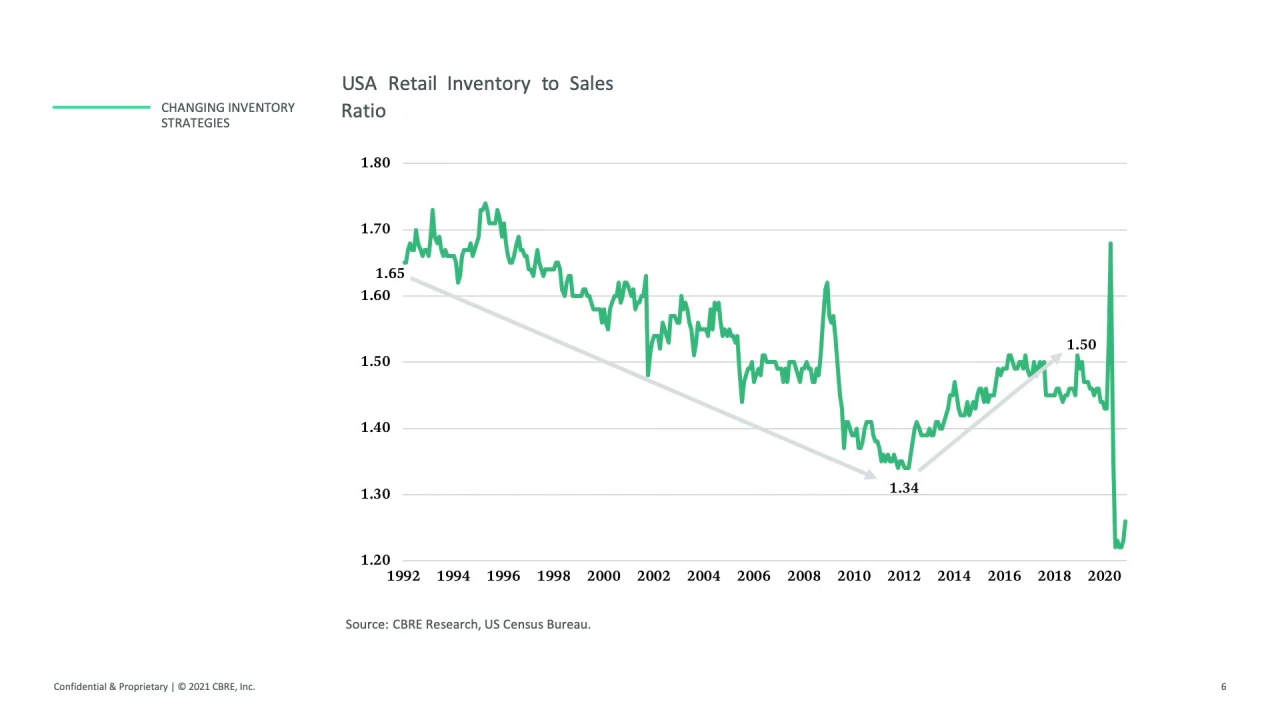 CHANGING INVENTORY
STRATEGIES
USA Retail Inventory to Sales
Ratio
1.80
1.70
1.65
1.60
1.50
1.50
1.40
1.34
1.30
1.20
1992 1994 1996 1998 2000 2002 2004 2006 2008 2010 2012 2014 2016 2018 2020
Source: CBRE Research, US Census Bureau.
Confidential & Proprietary | © 2021 CBRE, Inc.
6